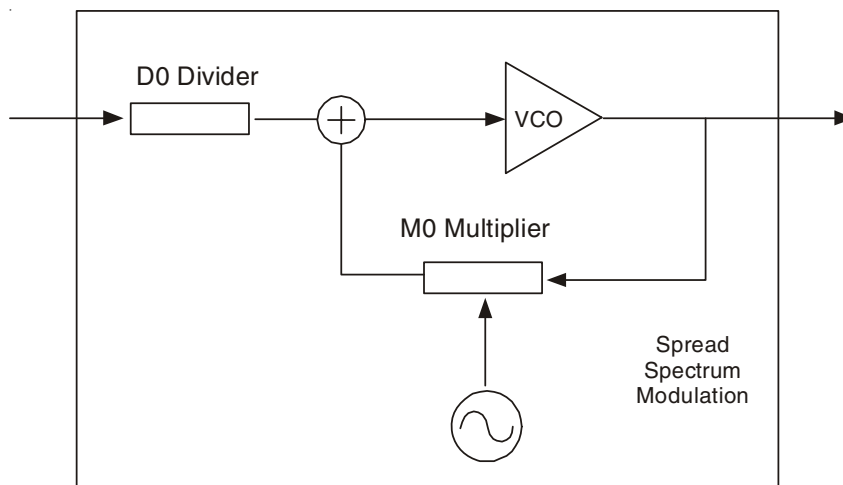 D0 Divider
VCO
M0 Multiplier
Spread
Spectrum
Modulation